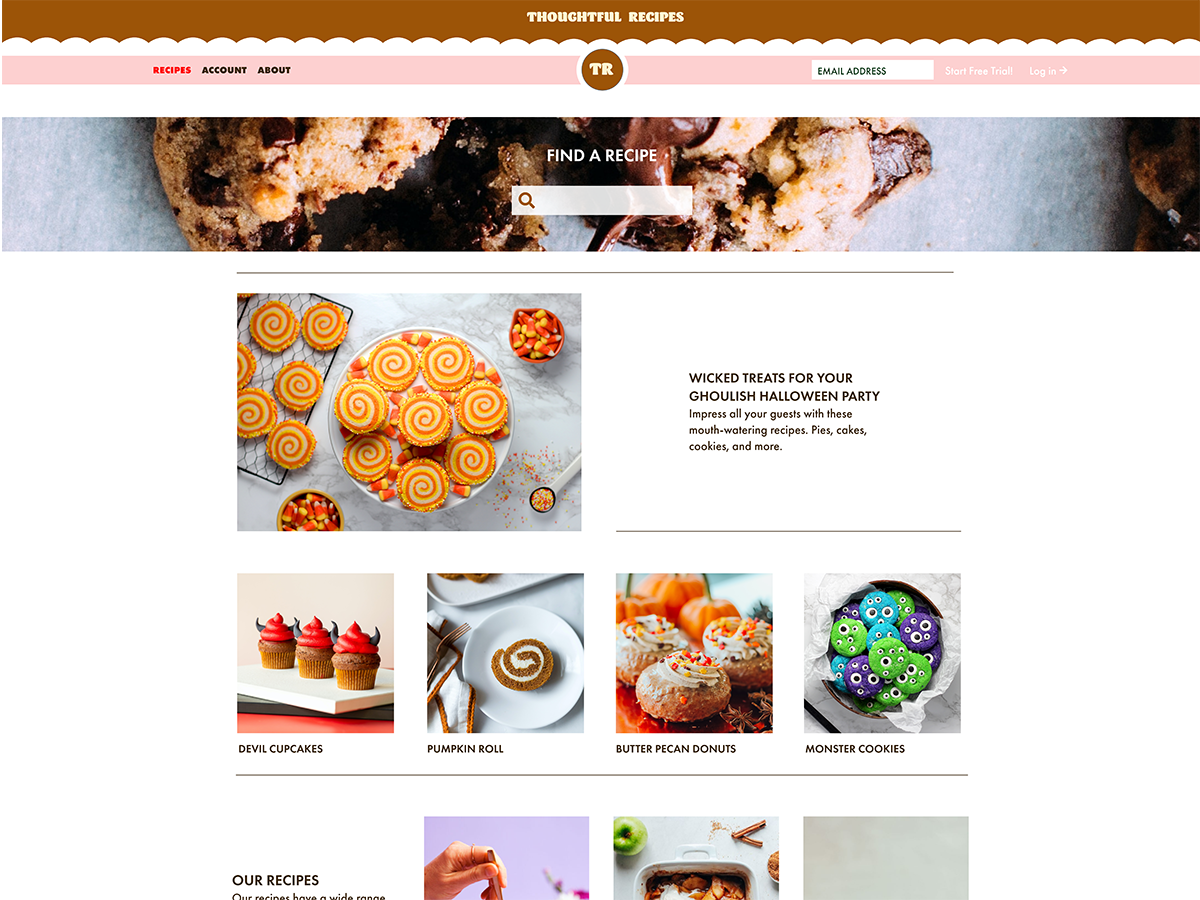 THOUGHTFUL RECIPES
RECIPES ACCOUNT ABOUT
TR
EMAIL ADDRESS
Start Free Trial!
Log in →
FIND A RECIPE
WICKED TREATS FOR YOUR
GHOULISH HALLOWEEN PARTY
Impress all your guests with these
mouth-watering recipes. Pies, cakes,
cookies, and more.
DEVIL CUPCAKES
PUMPKIN ROLL
BUTTER PECAN DONUTS
MONSTER COOKIES
OUR RECIPES
Our recipes have a wide range